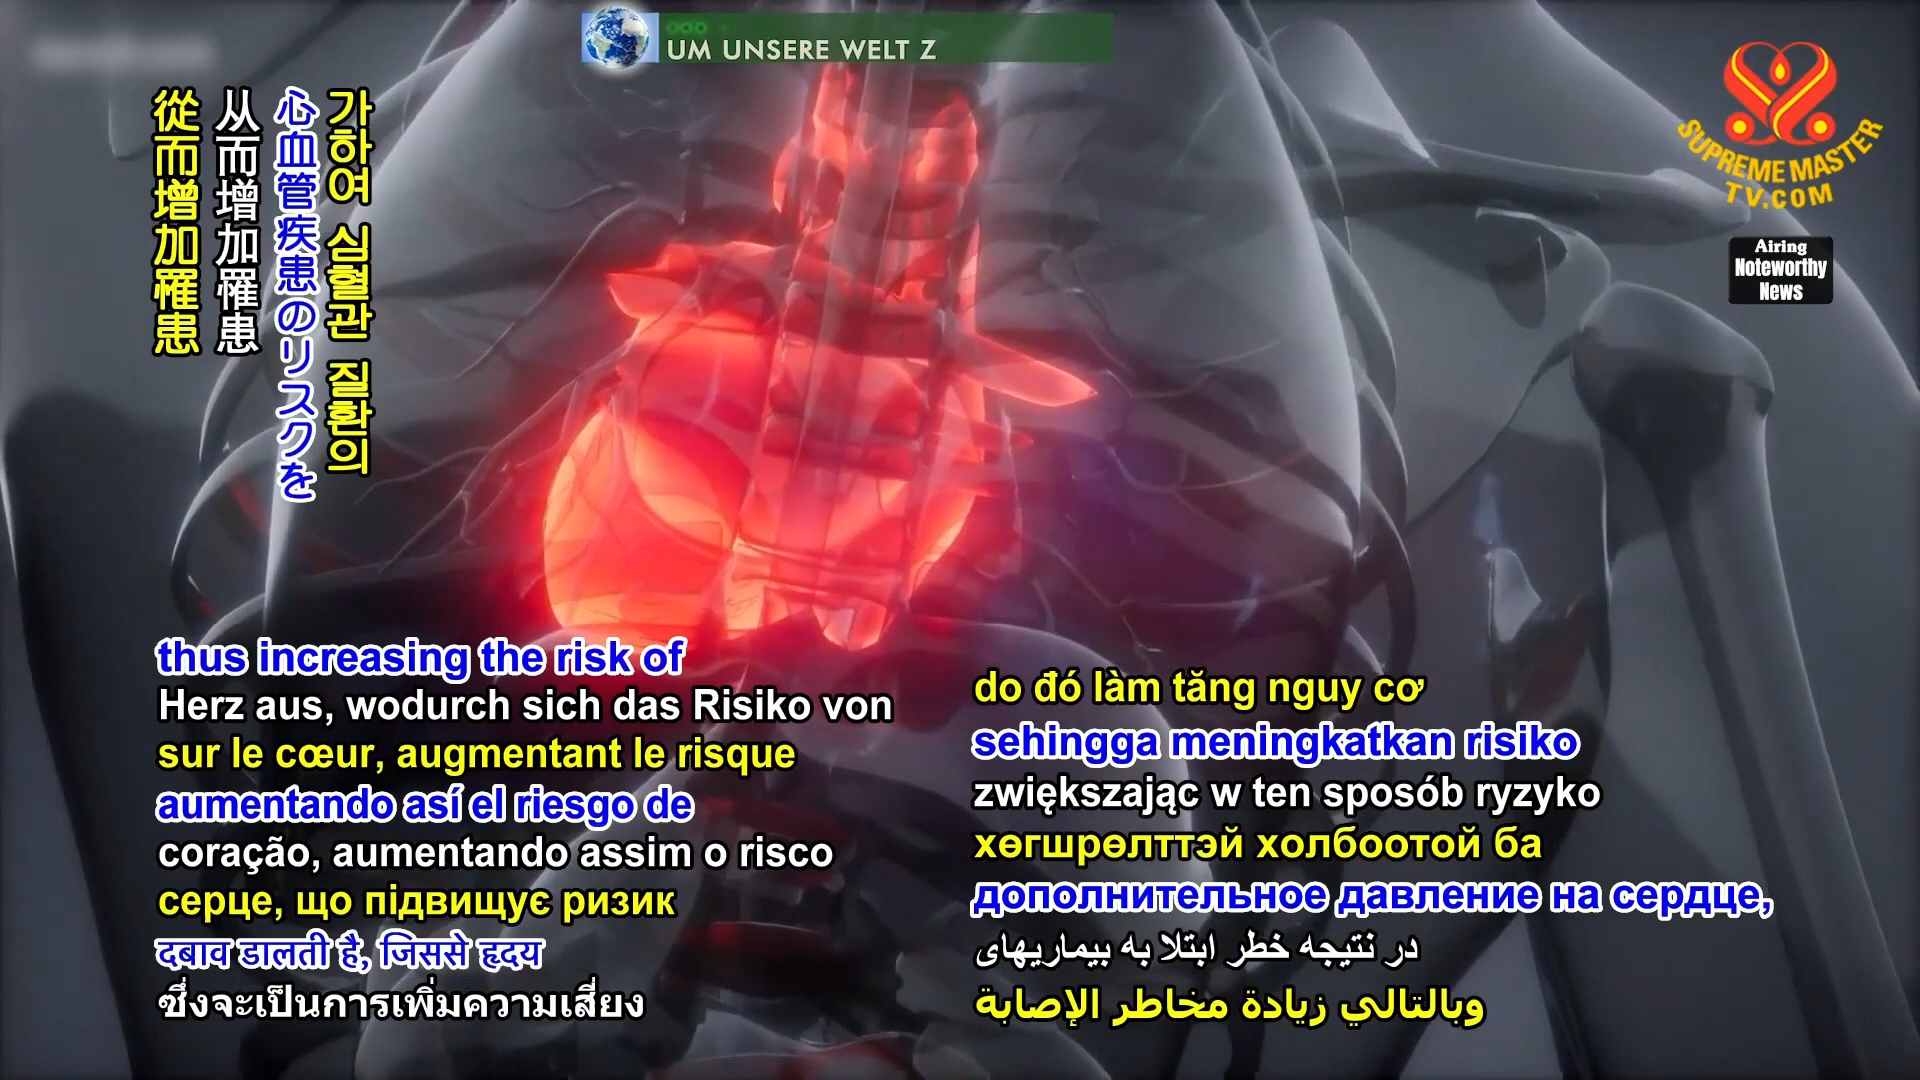 UM UNSERE WELT Z
SUPREME MASTER
TV.COM
Airing
Noteworthy
News
가하여 심혈관 질환의
心血管疾患のリスクを
从而增加罹患
從而增加罹患
thus increasing the risk of
Herz aus, wodurch sich das Risiko von
sur le cœur, augmentant le risque
aumentando así el riesgo de
coração, aumentando assim o risco
серце, що підвищує ризик
दबाव डालती है, जिससे हृदय
ซึ่งจะเป็นการเพิ่มความเสี่ยง
do đó làm tăng nguy cơ
sehingga meningkatkan risiko
zwiększając w ten sposób ryzyko
хөгшрөлттэй холбоотой ба
дополнительное давление на сердце,
در نتیجه خطر ابتلا به بیماریهای
وبالتالي زيادة مخاطر الإصابة